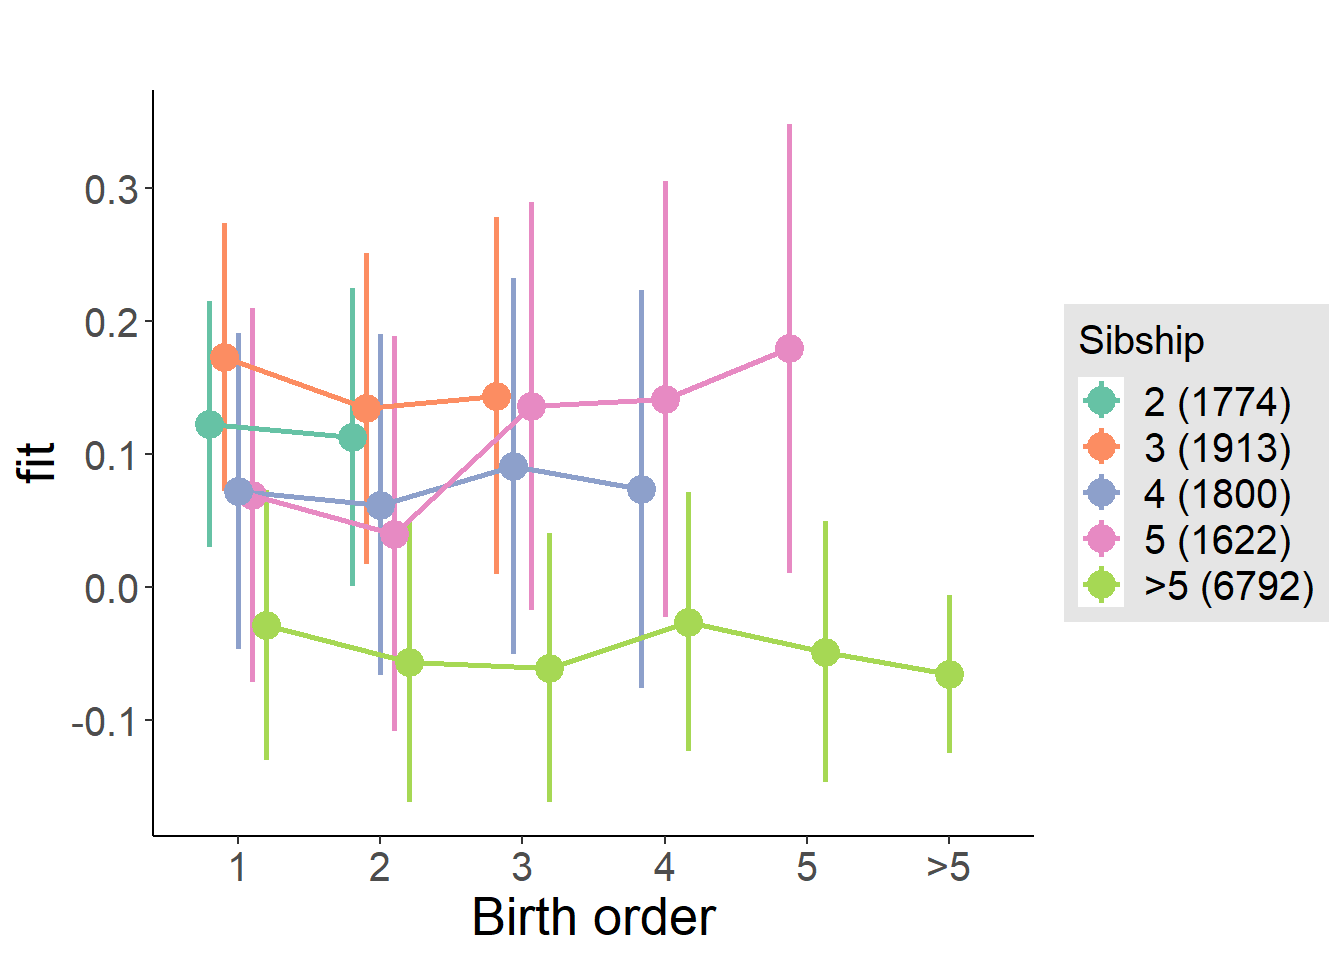 0.3
0.2
0.1
0.0
-0.1
fit
1 2 3 4 5 >5
Birth order
Sibship
2 (1774)
3 (1913)
4 (1800)
5 (1622)
>5 (6792)